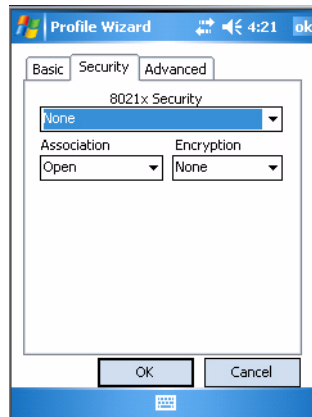 Profile Wizard 4:21 ok
Basic Security Advanced
8021x Security
None
Association Encryption
Open None
OK Cancel